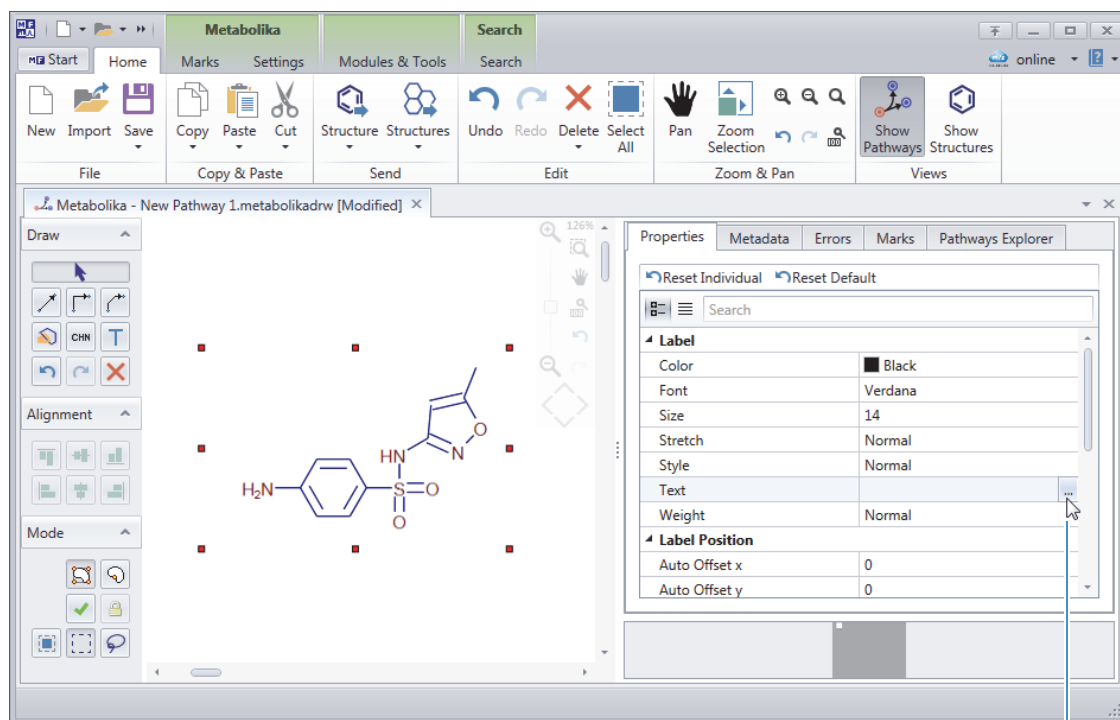 Metabolika Search
MF Start Home Marks Settings Modules & Tools Search online
New Import Save Copy Paste Cut Structure Structures Undo Redo Delete Select All Pan Zoom Selection Show Pathways Show Structures
File Copy & Paste Send Edit Zoom & Pan Views
Metabolika - New Pathway 1.metabolikadrw [Modified]
Draw
CHN T
Alignment
Mode
126%
O
N
HN
H₂N
S
O
O
Properties Metadata Errors Marks Pathways Explorer
Reset Individual Reset Default
Search
Label
Color Black
Font Verdana
Size 14
Stretch Normal
Style Normal
Text ...
Weight Normal
Label Position
Auto Offset x 0
Auto Offset y 0